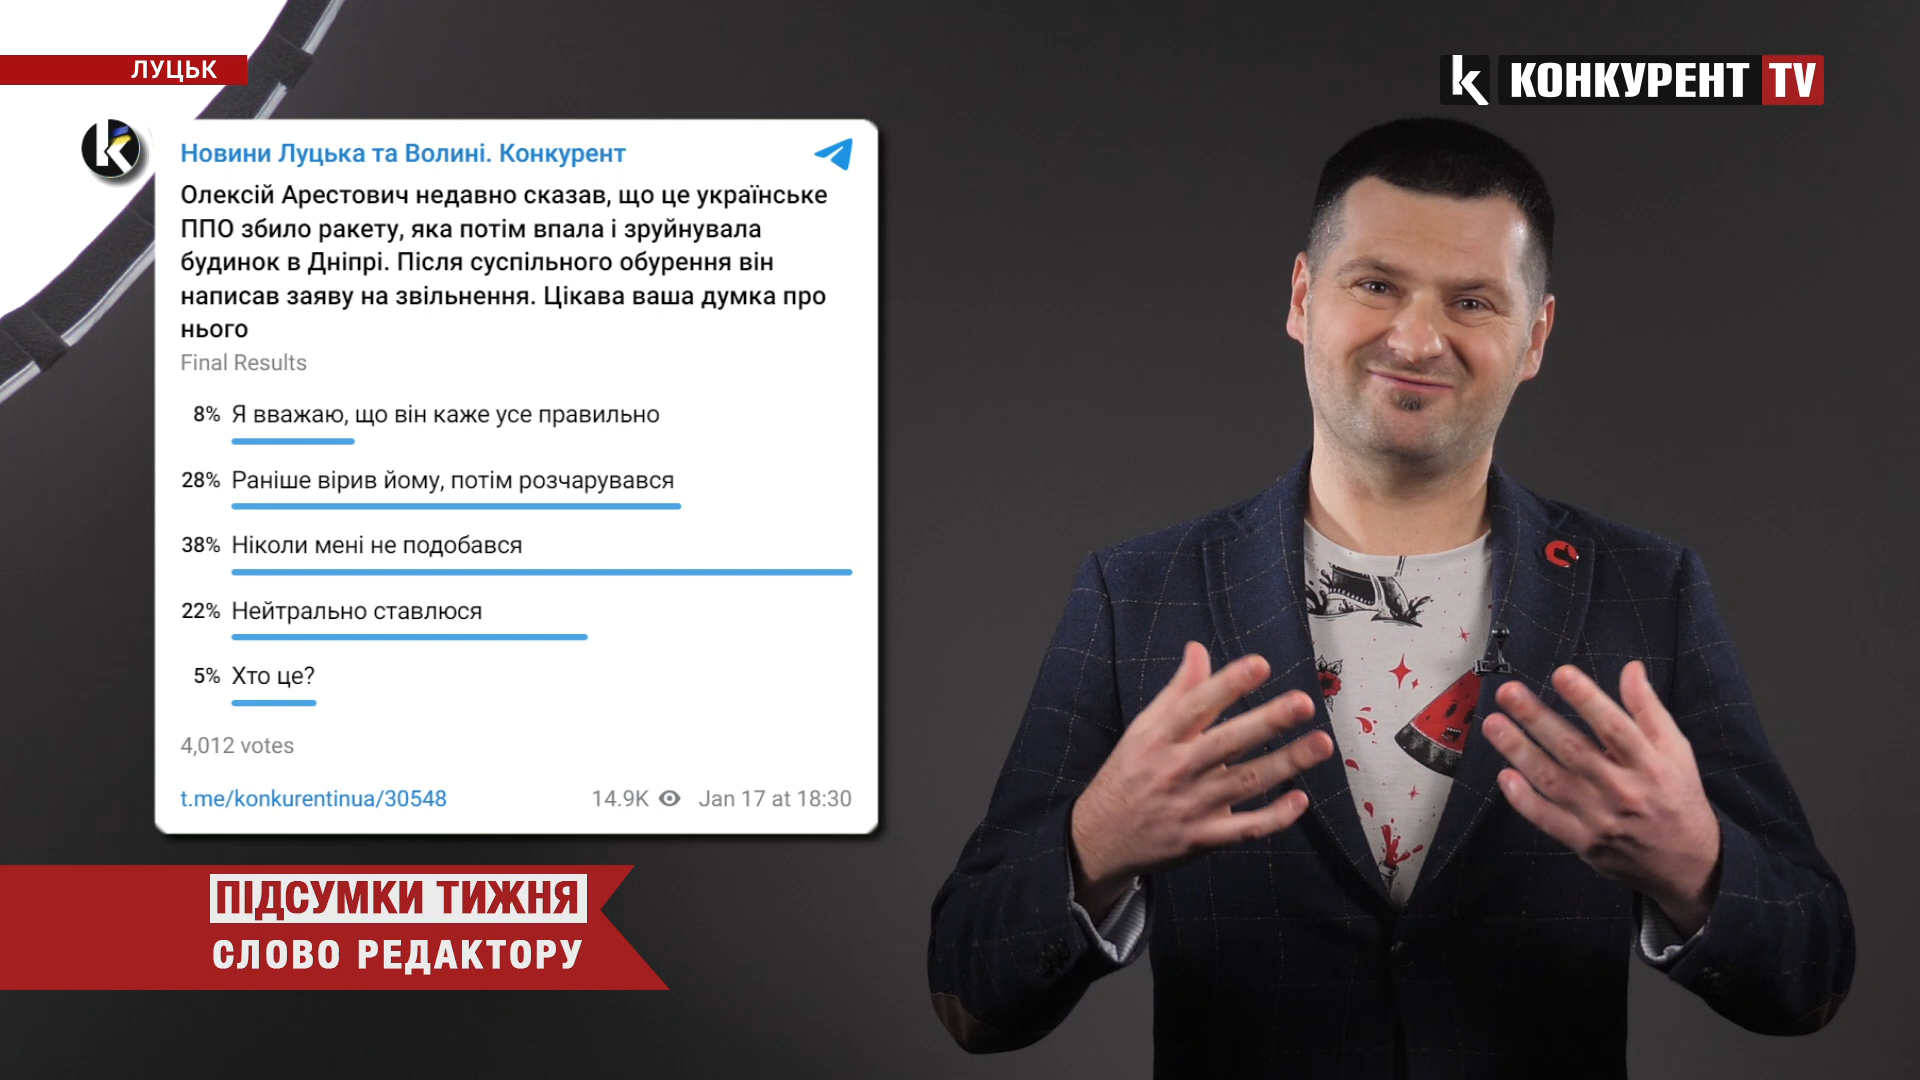 ЛУЦЬК
КОНКУРЕНТ TV
Новини Луцька та Волині. Конкурент
Олексій Арестович недавно сказав, що це українське
ППО збило ракету, яка потім впала і зруйнувала
будинок в Дніпрі. Після суспільного обурення він
написав заяву на звільнення. Цікава ваша думка про
нього
Final Results
8% Я вважаю, що він каже усе правильно
28% Раніше вірив йому, потім розчарувався
38% Ніколи мені не подобався
22% Нейтрально ставлюся
5% Хто це?
4,012 votes
t.me/konkurentinua/30548 14.9K Jan 17 at 18:30
ПІДСУМКИ ТИЖНЯ
СЛОВО РЕДАКТОРУ